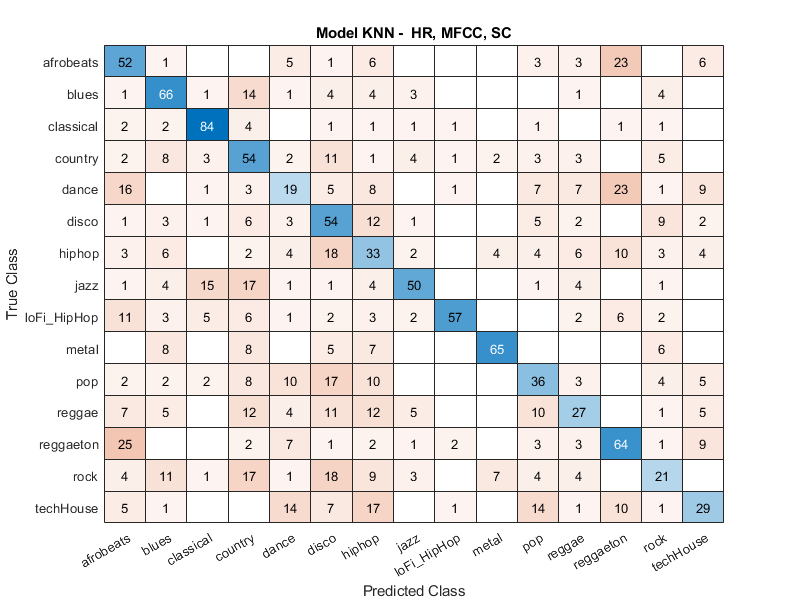 Model KNN - HR, MFCC, SC
afrobeats 52 1 5 1 6 3 3 23 6
blues 1 66 1 14 1 4 4 3 1 4
classical 2 2 84 4 1 1 1 1 1 1 1
country 2 8 3 54 2 11 1 4 1 2 3 3 5
dance 16 1 3 19 5 8 1 7 7 23 1 9
disco 1 3 1 6 3 54 12 1 5 2 9 2
hiphop 3 6 2 4 18 33 2 4 4 6 10 3 4
jazz 1 4 15 17 1 1 4 50 1 4 1
loFi_HipHop 11 3 5 6 1 2 3 2 57 2 6 2
metal 8 8 5 7 65 6
pop 2 2 2 8 10 17 10 36 3 4 5
reggae 7 5 12 4 11 12 5 10 27 1 5
reggaeton 25 2 7 1 2 1 2 3 3 64 1 9
rock 4 11 1 17 1 18 9 3 7 4 4 21
techHouse 5 1 14 7 17 1 14 1 10 1 29
True Class
afrobeats blues classical country dance disco hiphop jazz loFi_HipHop metal pop reggae reggaeton rock techHouse
Predicted Class